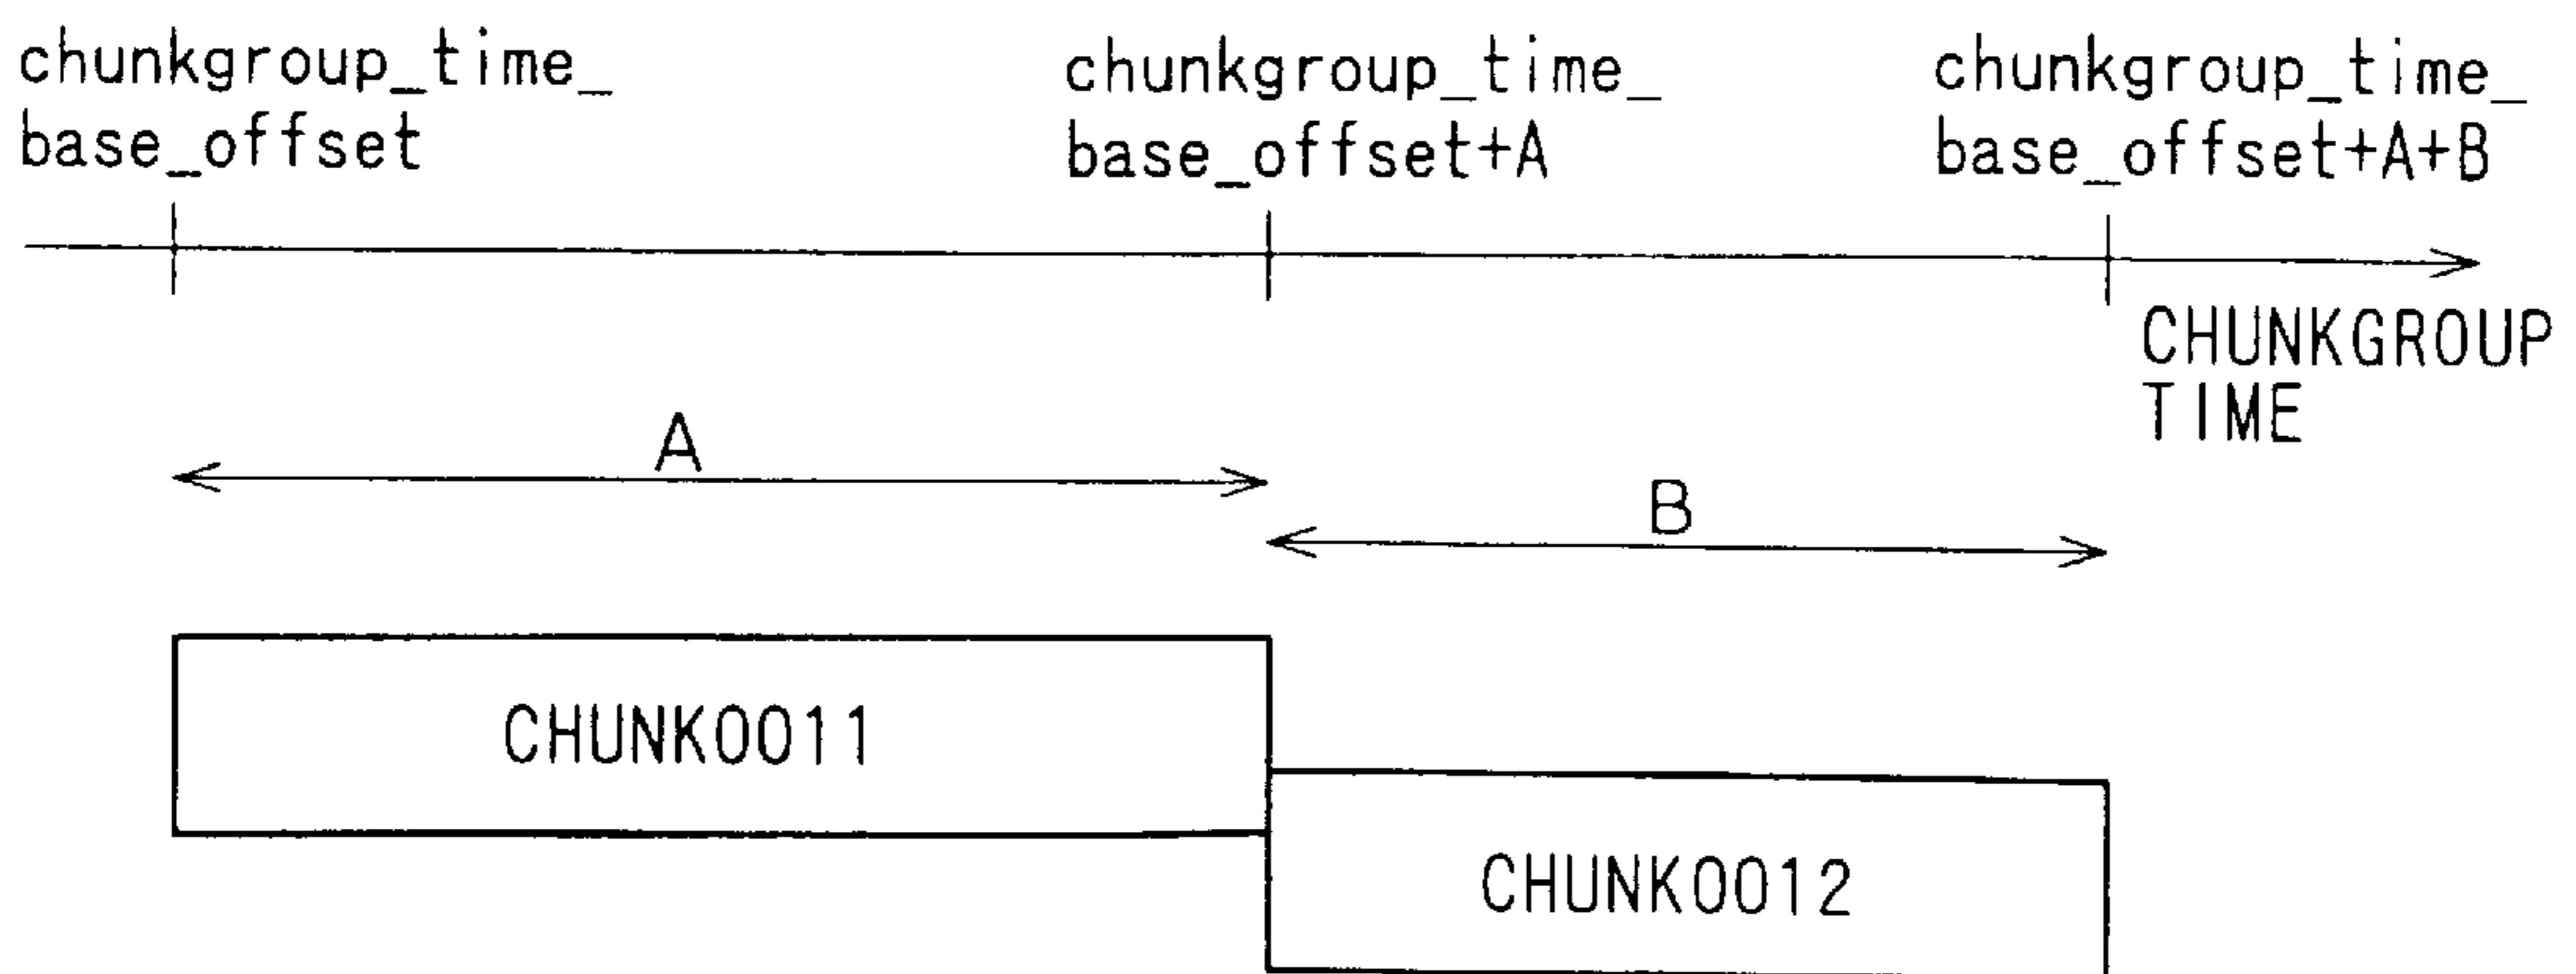 chunkgroup_time_
base_offset
chunkgroup_time_
base_offset+A
chunkgroup_time_
base_offset+A+B
CHUNKGROUP
TIME
A
B
CHUNK0011
CHUNK0012